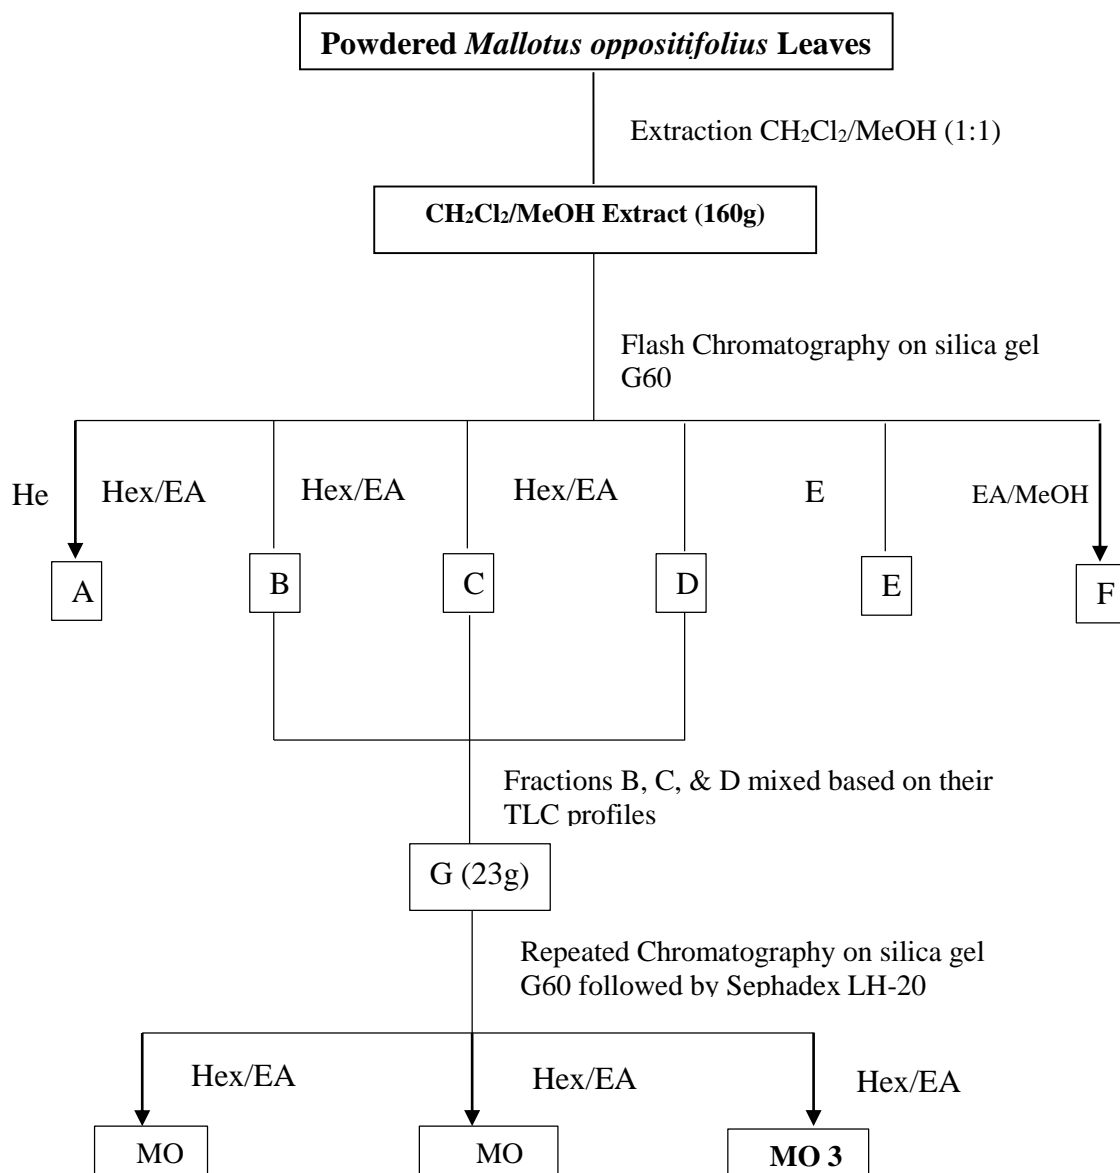 Powdered Mallotus oppositifolius Leaves
Extraction CH₂Cl₂/MeOH (1:1)
CH₂Cl₂/MeOH Extract (160g)
Flash Chromatography on silica gel
G60
He
Hex/EA
Hex/EA
Hex/EA
E
EA/MeOH
A
B
C
D
E
F
Fractions B, C, & D mixed based on their
TLC profiles
G (23g)
Repeated Chromatography on silica gel
G60 followed by Sephadex LH-20
Hex/EA
Hex/EA
Hex/EA
MO
MO
MO 3